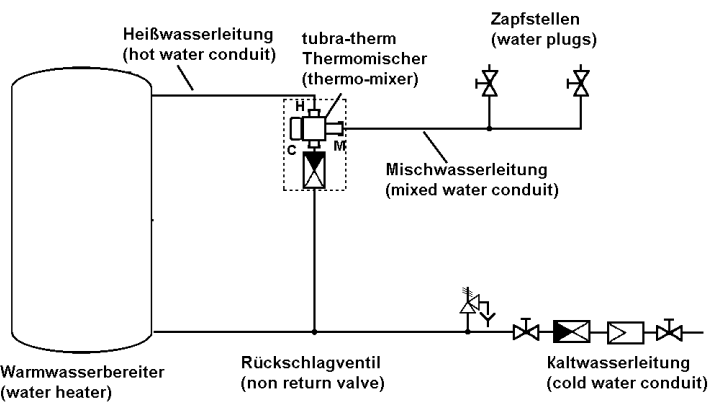 Heißwasserleitung
(hot water conduit)
tubra-therm
Thermomischer
(thermo-mixer)
Zapfstellen
(water plugs)
H
C
M
Mischwasserleitung
(mixed water conduit)
Warmwasserbereiter
(water heater)
Rückschlagventil
(non return valve)
Kaltwasserleitung
(cold water conduit)